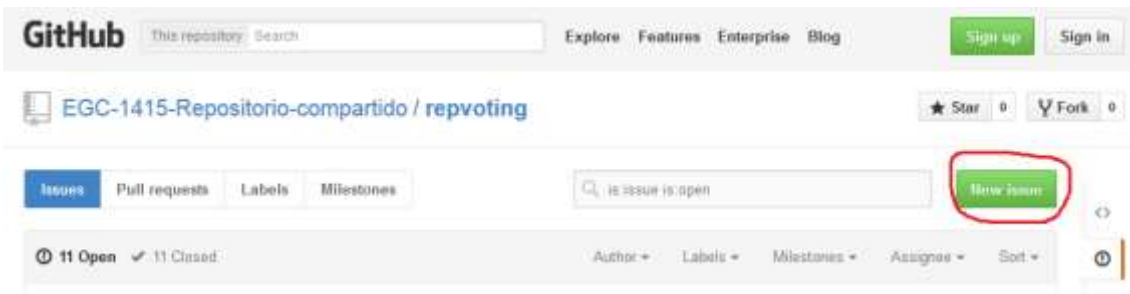 GitHub This repository Search Explore Features Enterprise Blog Sign up Sign in
EGC-1415-Repositorio-compartido / repvoting Star 0 Fork 0
Issues Pull requests Labels Milestones is:issue is:open New issue
11 Open 11 Closed Author Labels Milestones Assignee Sort